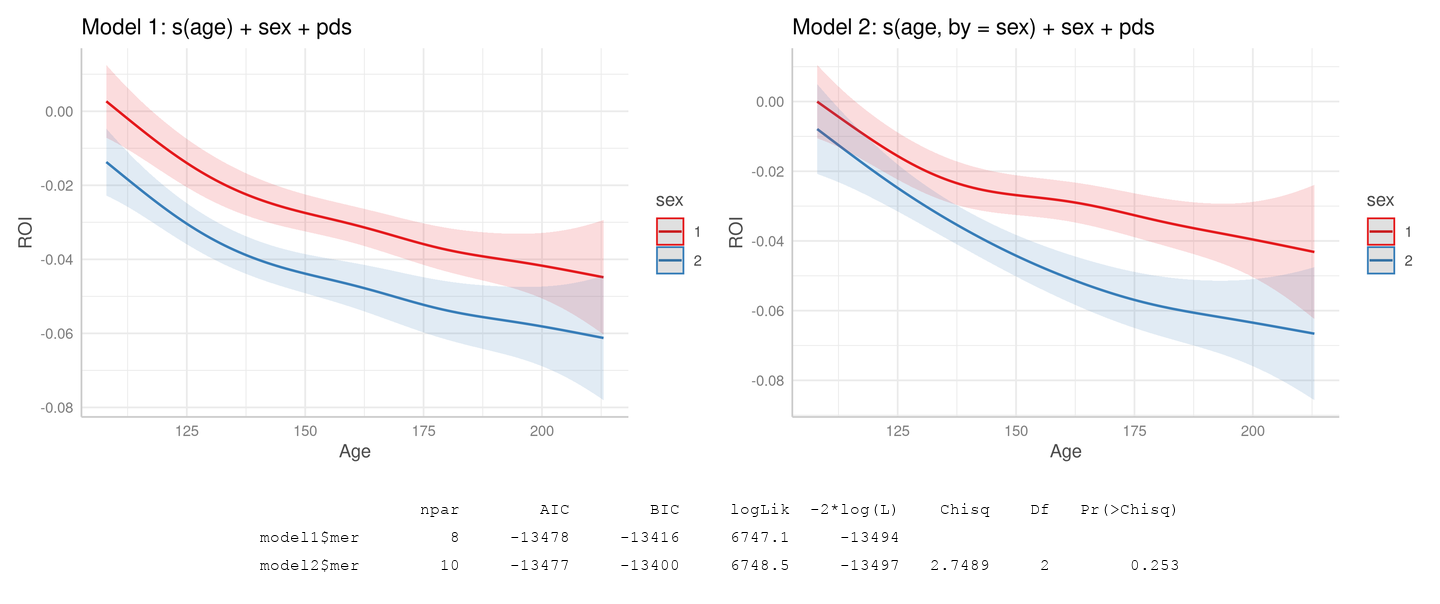 Model 1: s(age) + sex + pds
0.00
-0.02
-0.04
-0.06
-0.08
ROI
125 150 175 200
Age
sex
1
2
Model 2: s(age, by = sex) + sex + pds
0.00
-0.02
-0.04
-0.06
-0.08
ROI
125 150 175 200
Age
sex
1
2
npar AIC BIC logLik -2*log(L) Chisq Df Pr(>Chisq)
model1$mer 8 -13478 -13416 6747.1 -13494
model2$mer 10 -13477 -13400 6748.5 -13497 2.7489 2 0.253